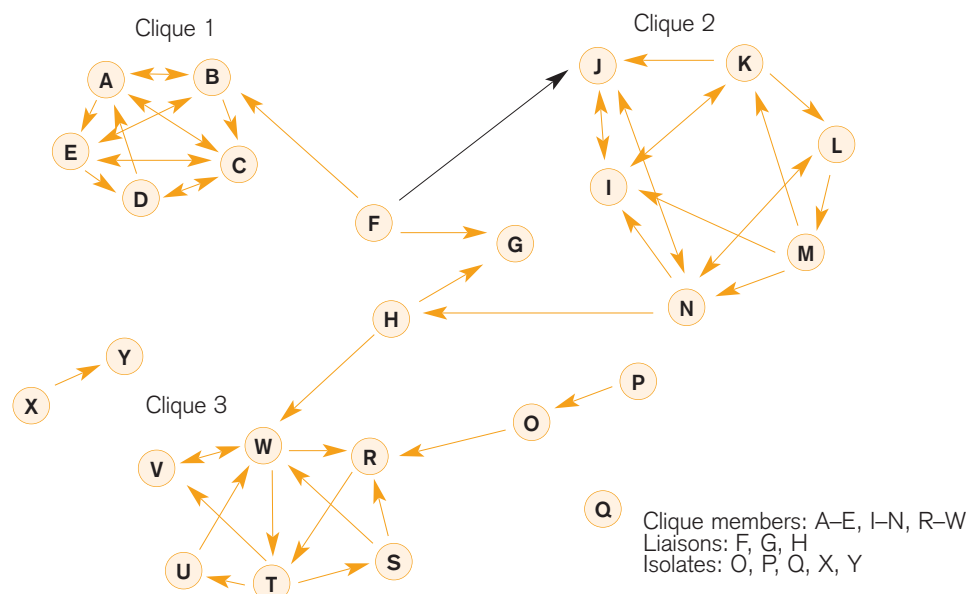 Clique 1
Clique 2
A
B
J
K
E
C
L
D
I
F
G
M
N
H
Y
X
P
Clique 3
O
W
R
V
Q
Clique members: A–E, I–N, R–W
Liaisons: F, G, H
Isolates: O, P, Q, X, Y
U
T
S